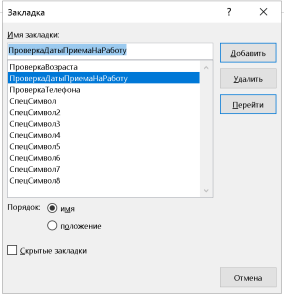 Закладка
?
Имя закладки:
ПроверкаДатыПриемаНаРаботу
Добавить
ПроверкаВозраста
ПроверкаДатыПриемаНаРаботу
ПроверкаТелефона
СпецСимвол
СпецСимвол2
СпецСимвол3
СпецСимвол4
СпецСимвол5
СпецСимвол6
СпецСимвол7
СпецСимвол8
Удалить
Перейти
Порядок:
имя
положение
Скрытые закладки
Отмена